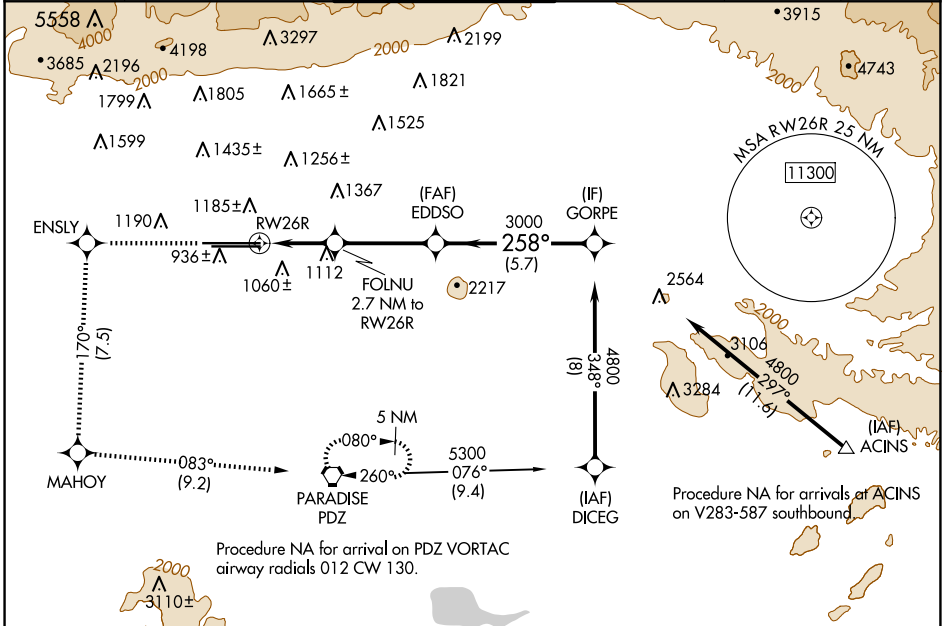 5558
4000
3685
2196
4198
2000
3297
2199
3915
4743
2000
1799
1805
1665±
1821
1599
1435±
1256±
1525
MSA RW26R 25 NM
11300
1367
(FAF)
EDDSO
(IF)
GORPE
ENSLY
1190
1185±
RW26R
3000
258°
(5.7)
936±
1060±
1112
FOLNU
2.7 NM to
RW26R
2217
2564
2000
170°
(7.5)
4800
348°
(8)
3106
4800
297°
(11.6)
3284
(IAF)
ACINS
5 NM
080°
260°
5300
076°
(9.4)
083°
(9.2)
MAHOY
PARADISE
PDZ
(IAF)
DICEG
Procedure NA for arrivals at ACINS
on V283-587 southbound.
Procedure NA for arrival on PDZ VORTAC
airway radials 012 CW 130.
2000
3110±